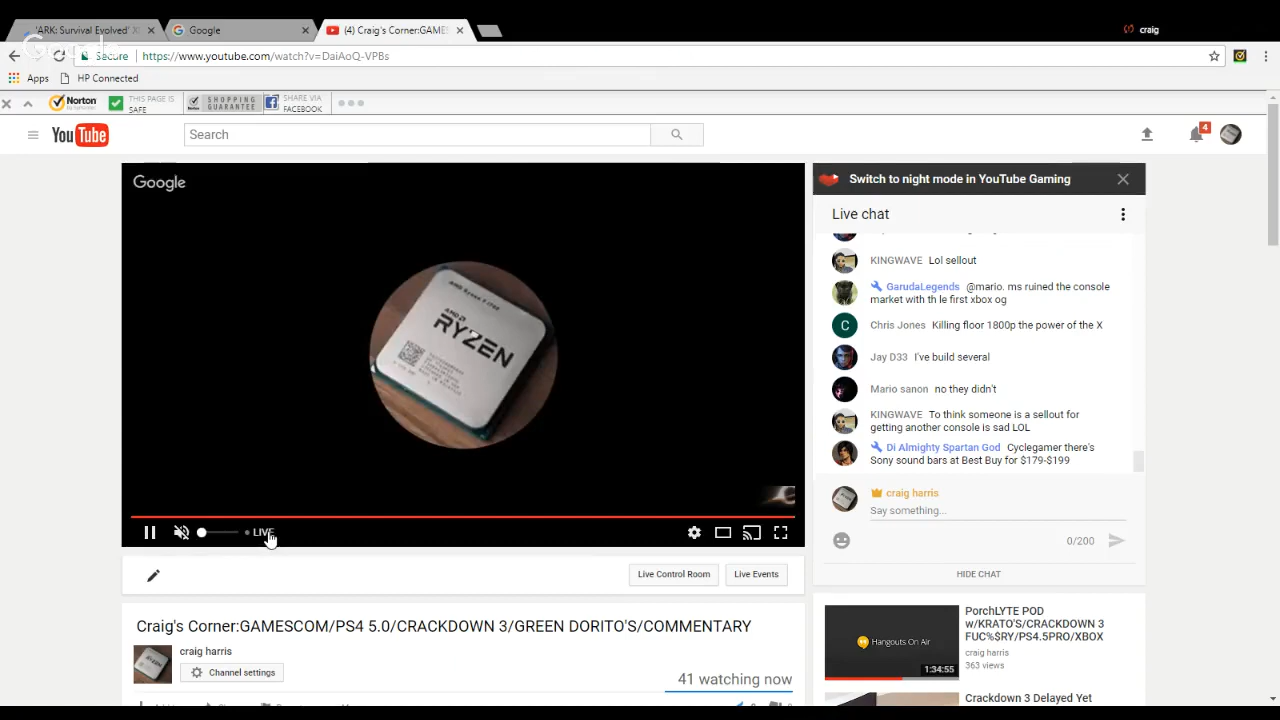 'ARK: Survival Evolved' X
Google
(4) Craig's Corner:GAMES
craig
Secure
https://www.youtube.com/watch?v=DaiAoQ-VPBs
Apps
HP Connected
Norton
THIS PAGE IS
SAFE
SHOPPING
GUARANTEE
SHARE VIA
FACEBOOK
YouTube
Search
4
Google
AMD
RYZEN
LIVE
Switch to night mode in YouTube Gaming
Live chat
KINGWAVE Lol sellout
GarudaLegends @mario. ms ruined the console
market with th le first xbox og
C
Chris Jones Killing floor 1800p the power of the X
Jay D33 I've build several
Mario sanon no they didn't
KINGWAVE To think someone is a sellout for
getting another console is sad LOL
Di Almighty Spartan God Cyclegamer there's
Sony sound bars at Best Buy for $179-$199
craig harris
Say something...
0/200
HIDE CHAT
Live Control Room
Live Events
Craig's Corner:GAMESCOM/PS4 5.0/CRACKDOWN 3/GREEN DORITO'S/COMMENTARY
craig harris
Channel settings
41 watching now
Hangouts On Air
1:34:55
PorchLYTE POD
w/KRATO'S/CRACKDOWN 3
FUC%$RY/PS4.5PRO/XBOX
craig harris
363 views
Crackdown 3 Delayed Yet